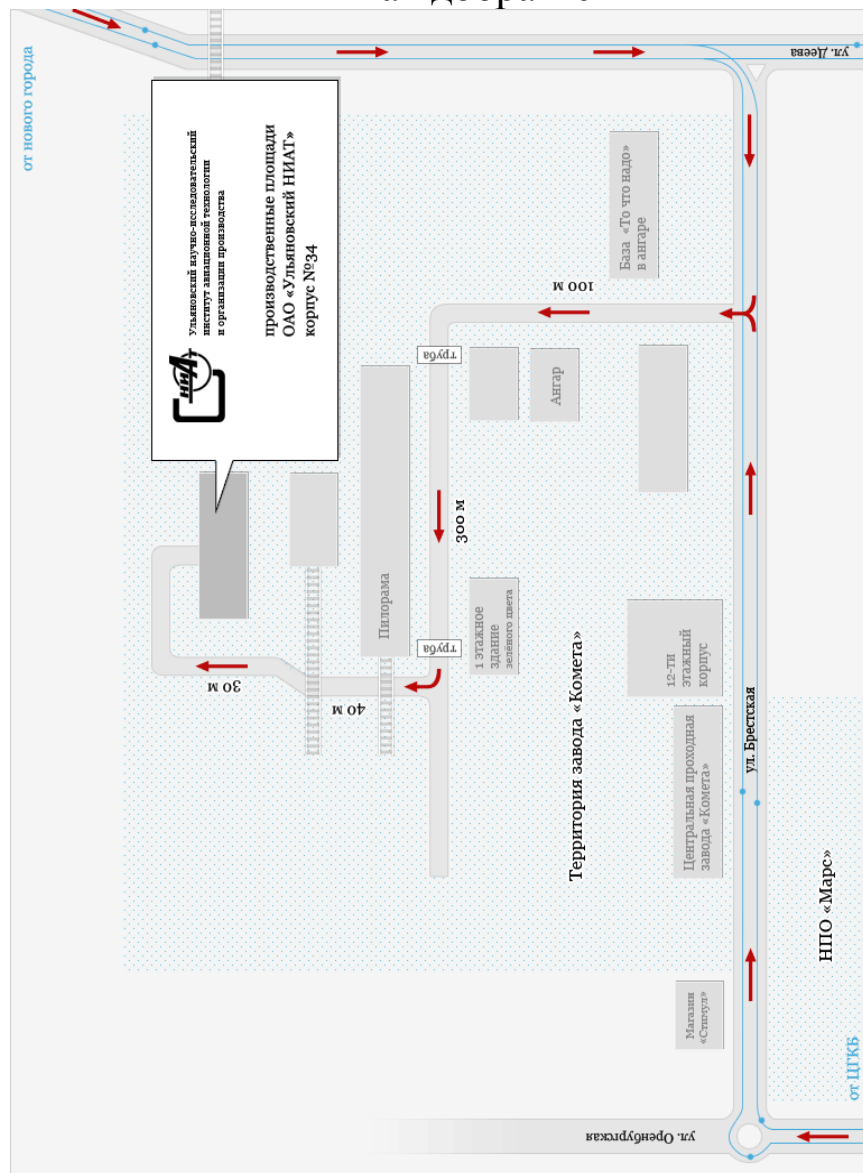 от нового города
ул. Деева
ниАт
Ульяновский научно-исследовательский
институт авиационной технологии
и организации производства
производственные площади
ОАО «Ульяновский НИАТ»
корпус №34
База «То что надо»
в ангаре
100 м
труба
Ангар
300 м
Пилорама
1 этажное
здание
зелёного цвета
труба
30 м
40 м
Территория завода «Комета»
12-ти
этажный
корпус
ул. Брестская
Центральная проходная
завода «Комета»
НПО «Марс»
Магазин
«Стимул»
от ЦГКБ
ул. Оренбургская